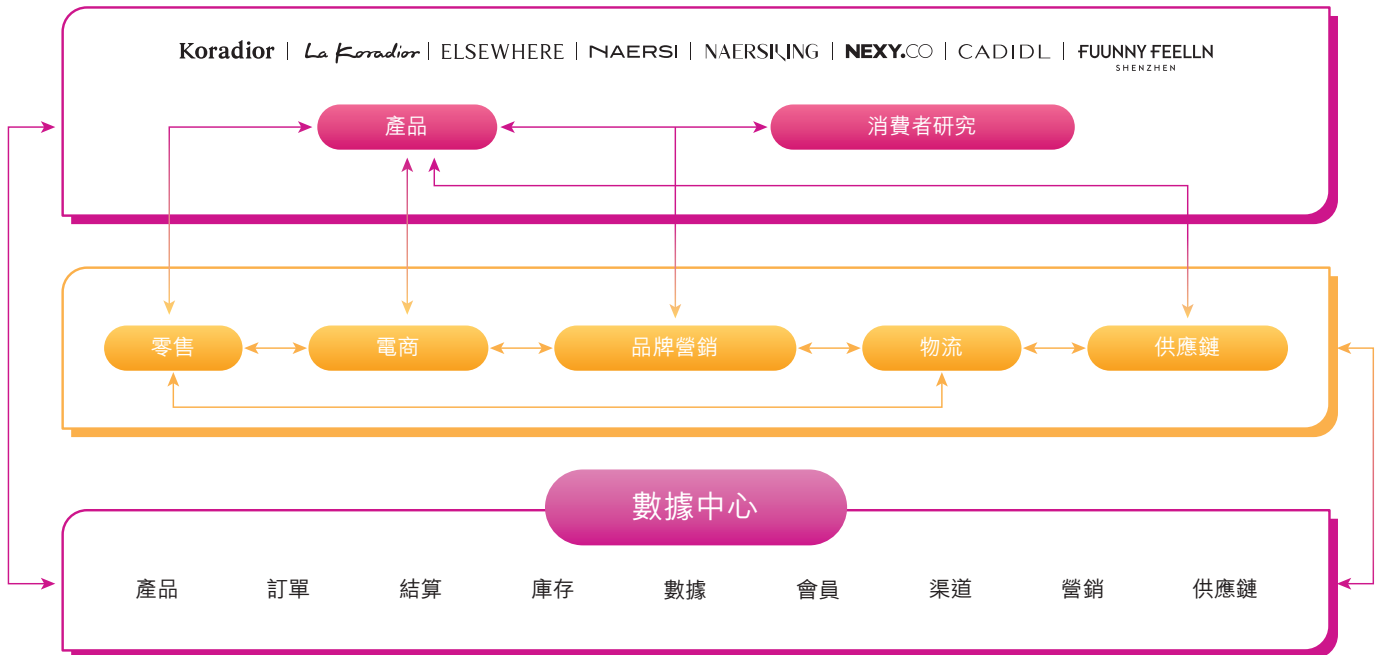 Koradior | La Koradior | ELSEWHERE | NAERSI | NAERSILING | NEXY.CO | CADIDL | FUUNNY FEELLN
SHENZHEN
產品 消費者研究
零售 電商 品牌營銷 物流 供應鏈
數據中心
產品 訂單 結算 庫存 數據 會員 渠道 營銷 供應鏈